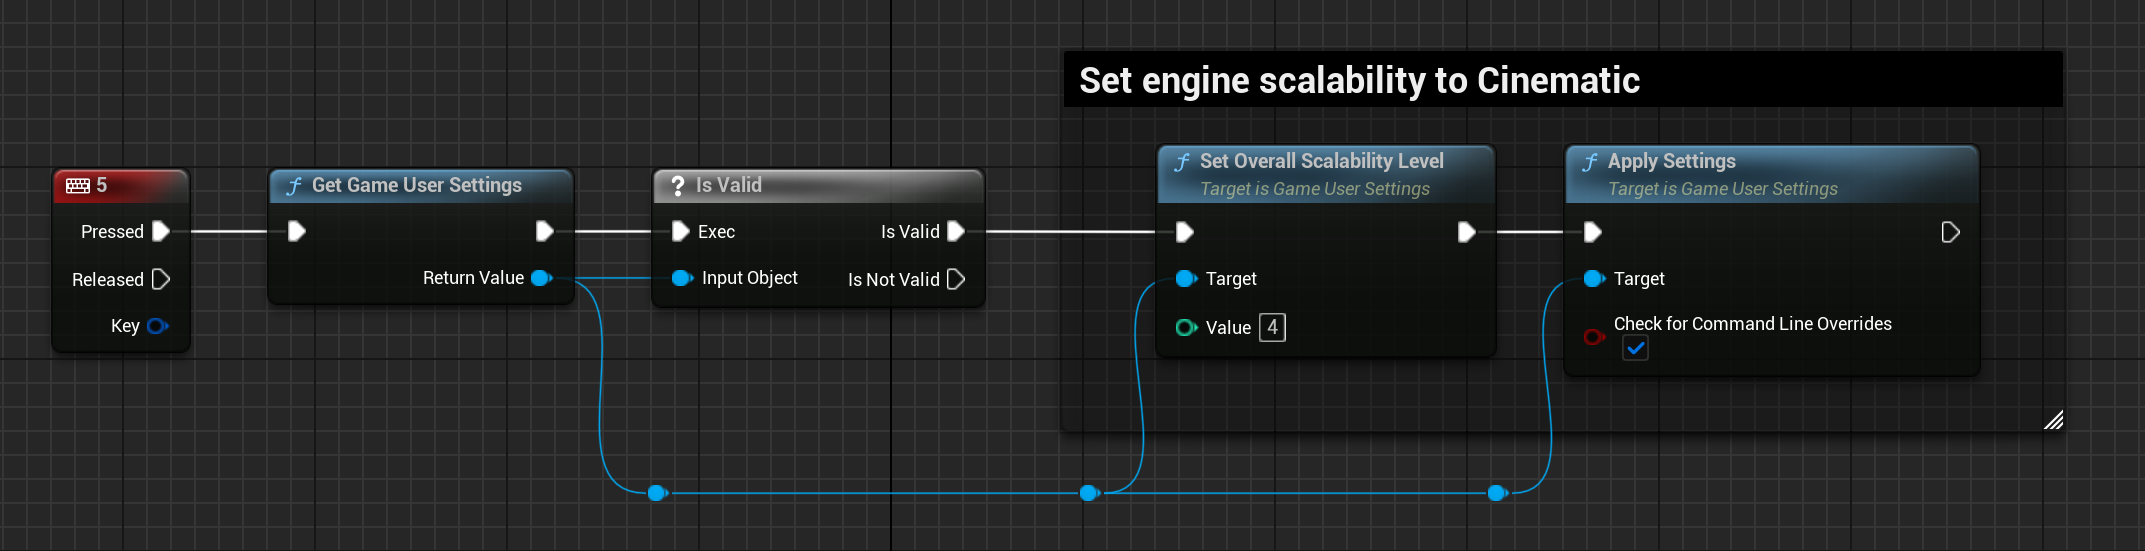 Set engine scalability to Cinematic
5
Pressed
Released
Key
Get Game User Settings
Return Value
? Is Valid
Exec
Is Valid
Input Object
Is Not Valid
f Set Overall Scalability Level
Target is Game User Settings
Target
Value 4
f Apply Settings
Target is Game User Settings
Target
Check for Command Line Overrides